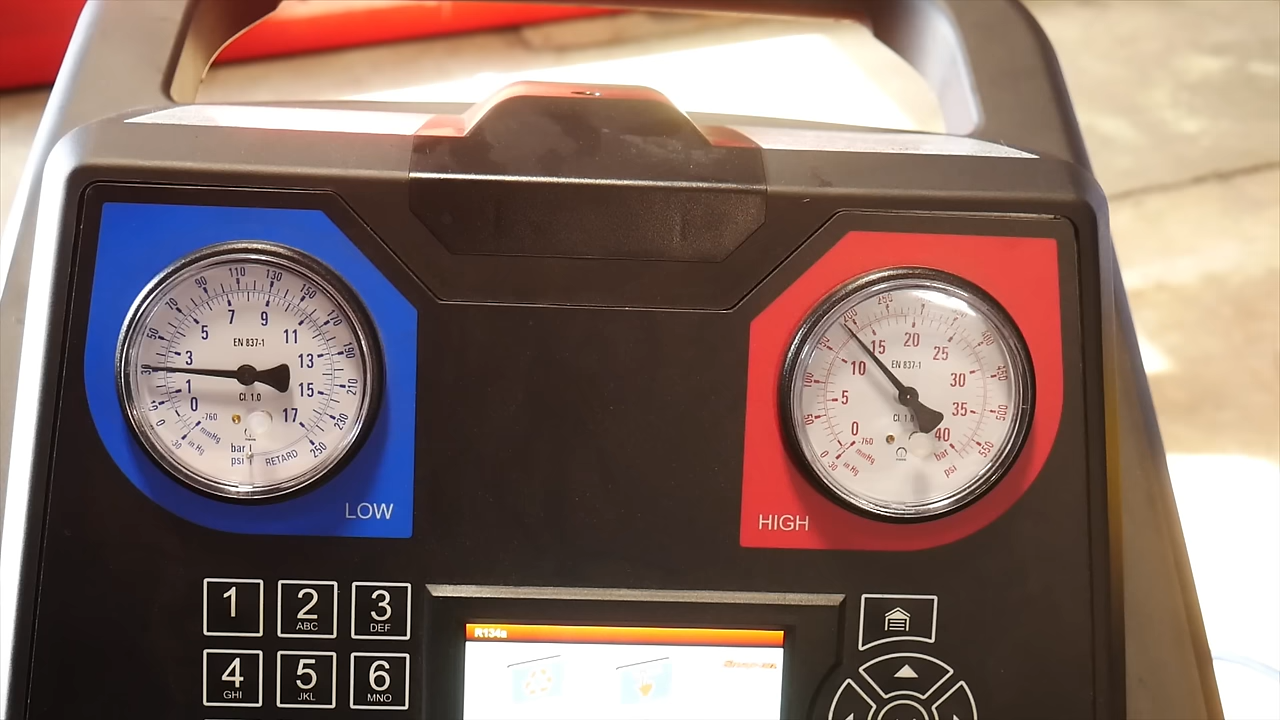 110
130
90
150
70
170
50
190
30
210
0
230
-30
250
7
9
5
11
3
13
1
15
0
17
EN 837-1
Cl. 1.0
-760
mmHg
in Hg
bar
psi
RETARD
LOW
250
200
400
450
100
500
50
550
0
-30
20
15
25
10
30
5
35
0
40
EN 837-1
Cl. 1.0
-760
mmHg
in Hg
bar
psi
HIGH
1
2
ABC
3
DEF
4
GHI
5
JKL
6
MNO
R134a